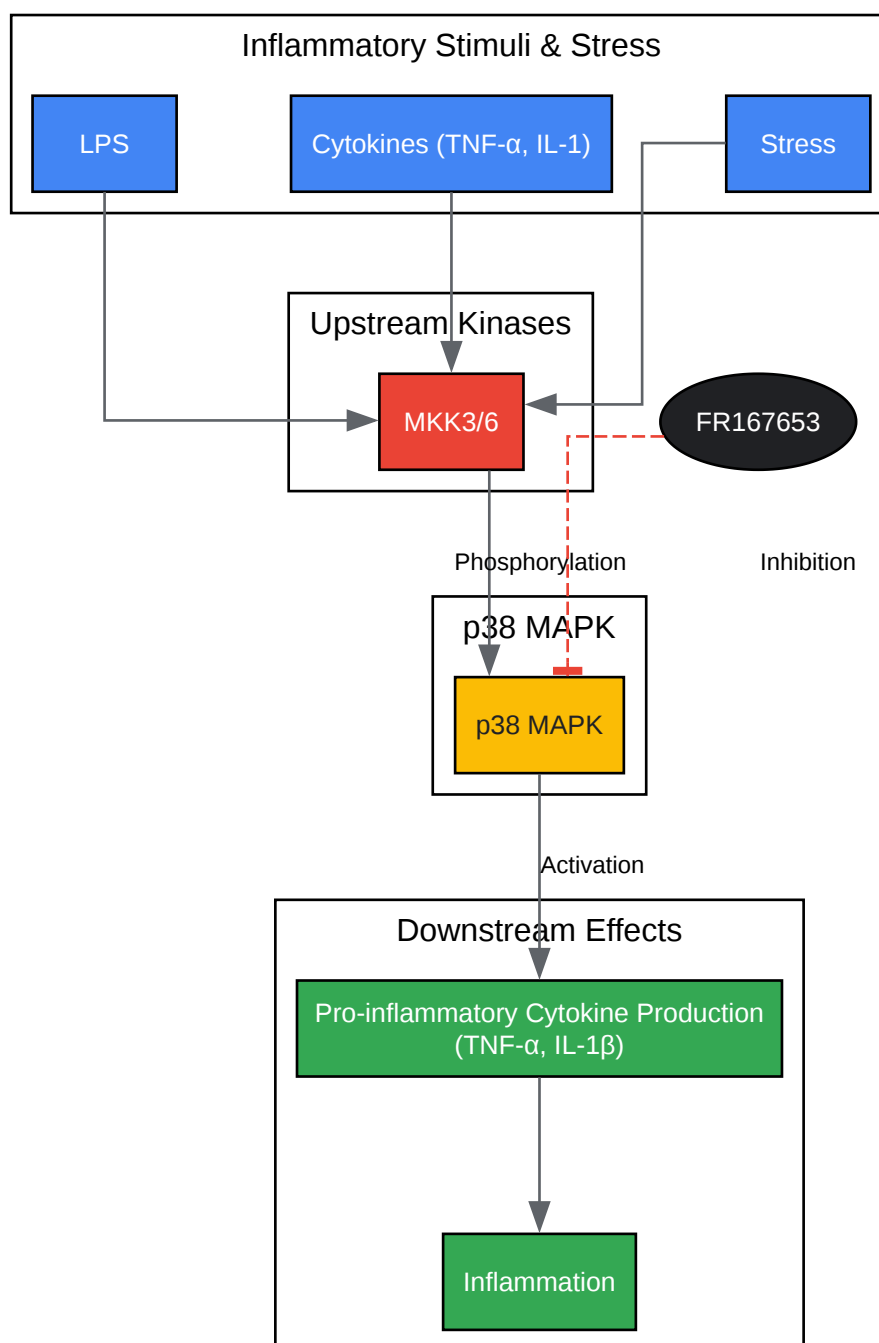 Inflammatory Stimuli & Stress
LPS
Cytokines (TNF-α, IL-1)
Stress
Upstream Kinases
MKK3/6
FR167653
Phosphorylation
Inhibition
p38 MAPK
p38 MAPK
Activation
Downstream Effects
Pro-inflammatory Cytokine Production
(TNF-α, IL-1β)
Inflammation